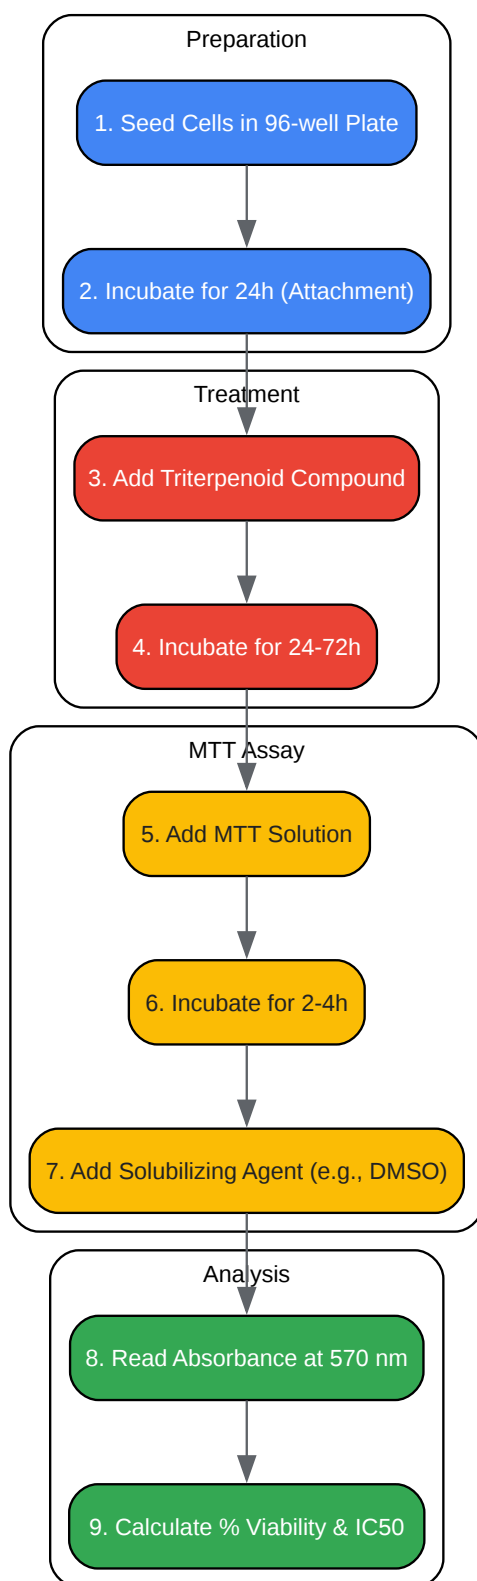 Preparation
1. Seed Cells in 96-well Plate
2. Incubate for 24h (Attachment)
Treatment
3. Add Triterpenoid Compound
4. Incubate for 24-72h
MTT Assay
5. Add MTT Solution
6. Incubate for 2-4h
7. Add Solubilizing Agent (e.g., DMSO)
Analysis
8. Read Absorbance at 570 nm
9. Calculate % Viability & IC50